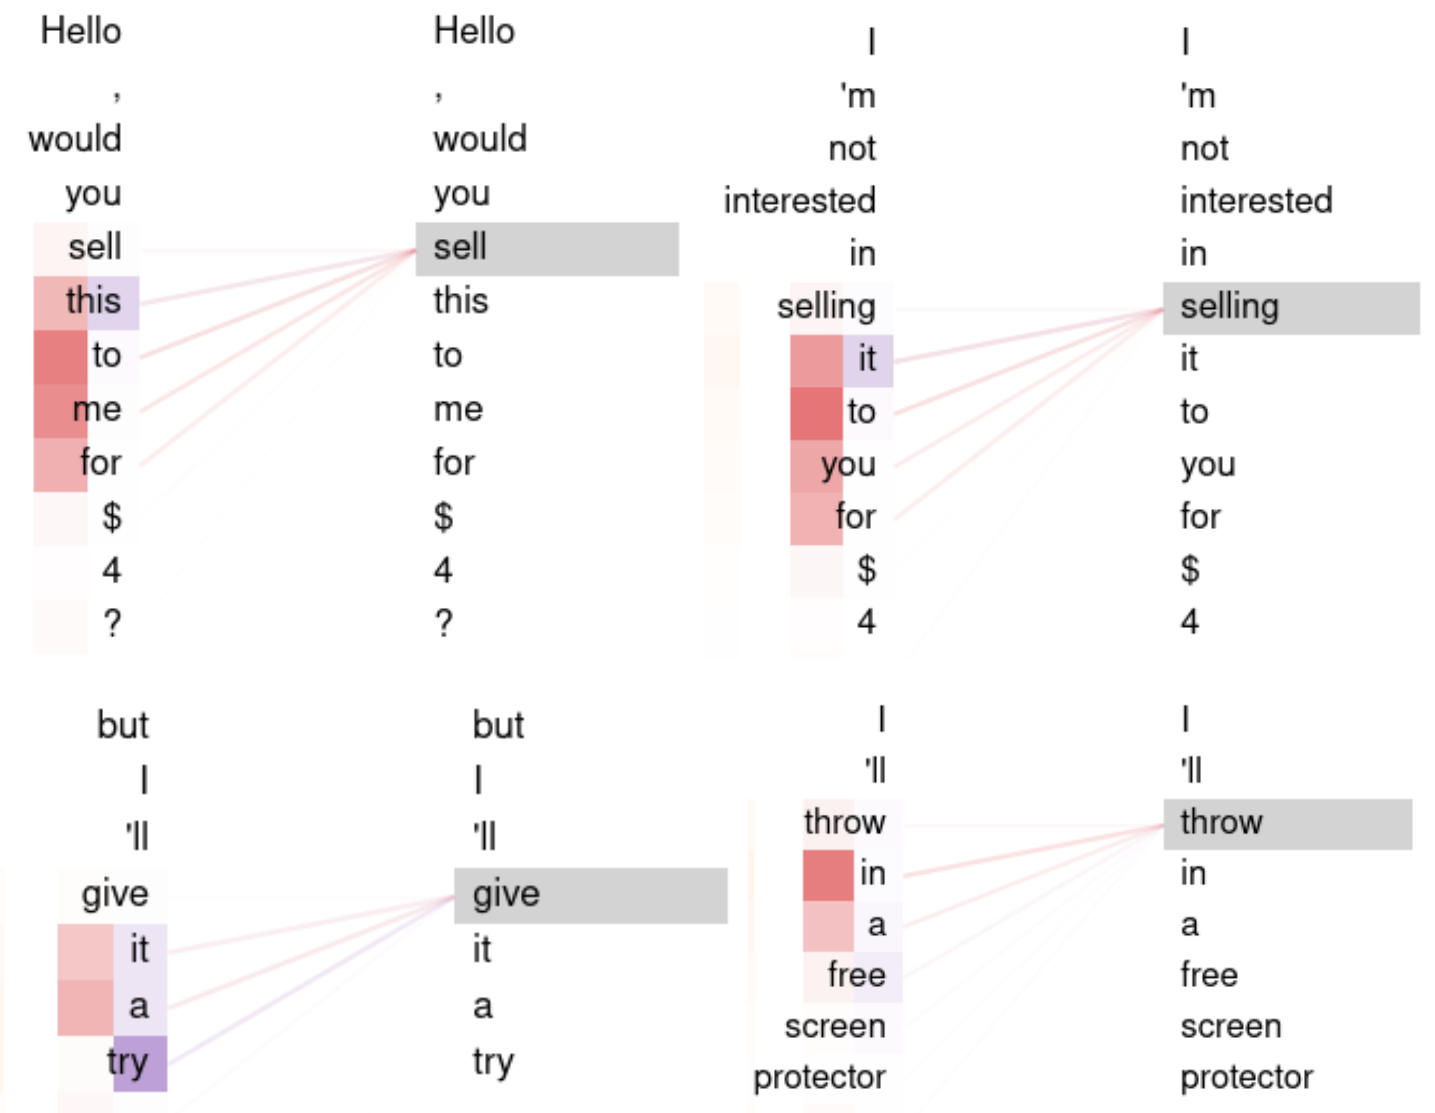 Hello Hello
, ,
would would
you you
sell sell
this this
to to
me me
for for
$ $
4 4
? ?
I I
'm 'm
not not
interested interested
in in
selling selling
it it
to to
you you
for for
$ $
4 4
but but
I I
'll 'll
give give
it it
a a
try try
I I
'll 'll
throw throw
in in
a a
free free
screen screen
protector protector